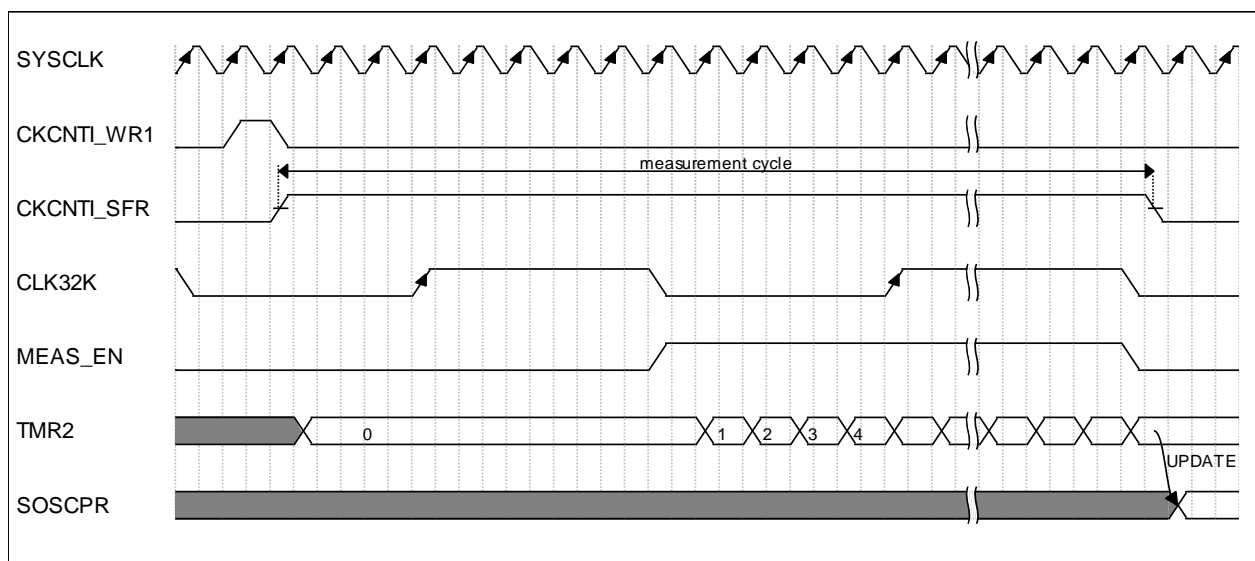 SYSCLK
CKCNTI_WR1
measurement cycle
CKCNTI_SFR
CLK32K
MEAS_EN
TMR2 0 1 2 3 4
UPDATE
SOSCPR